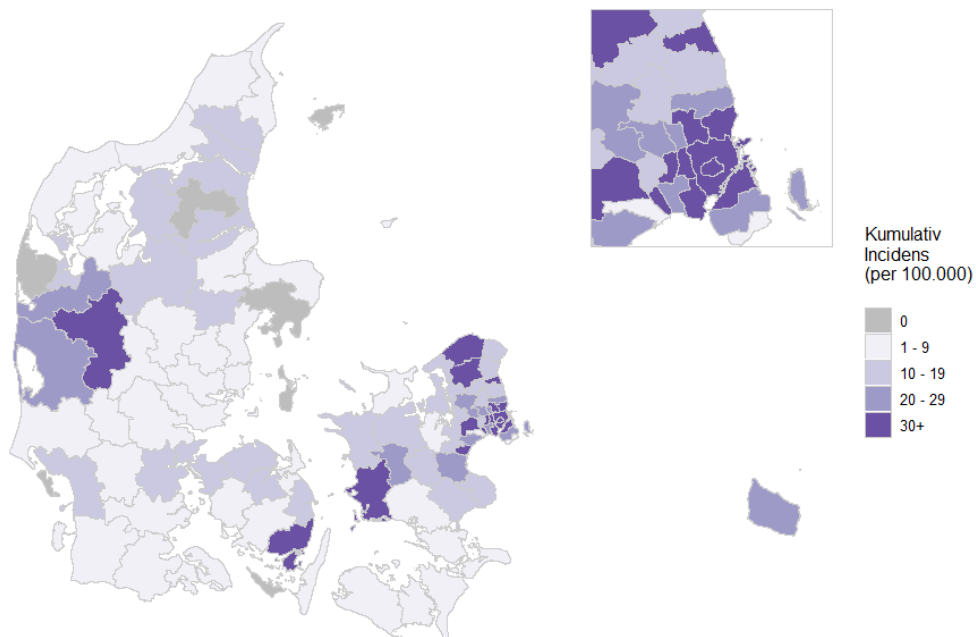 Kumulativ
Incidens
(per 100.000)
0
1 - 9
10 - 19
20 - 29
30+